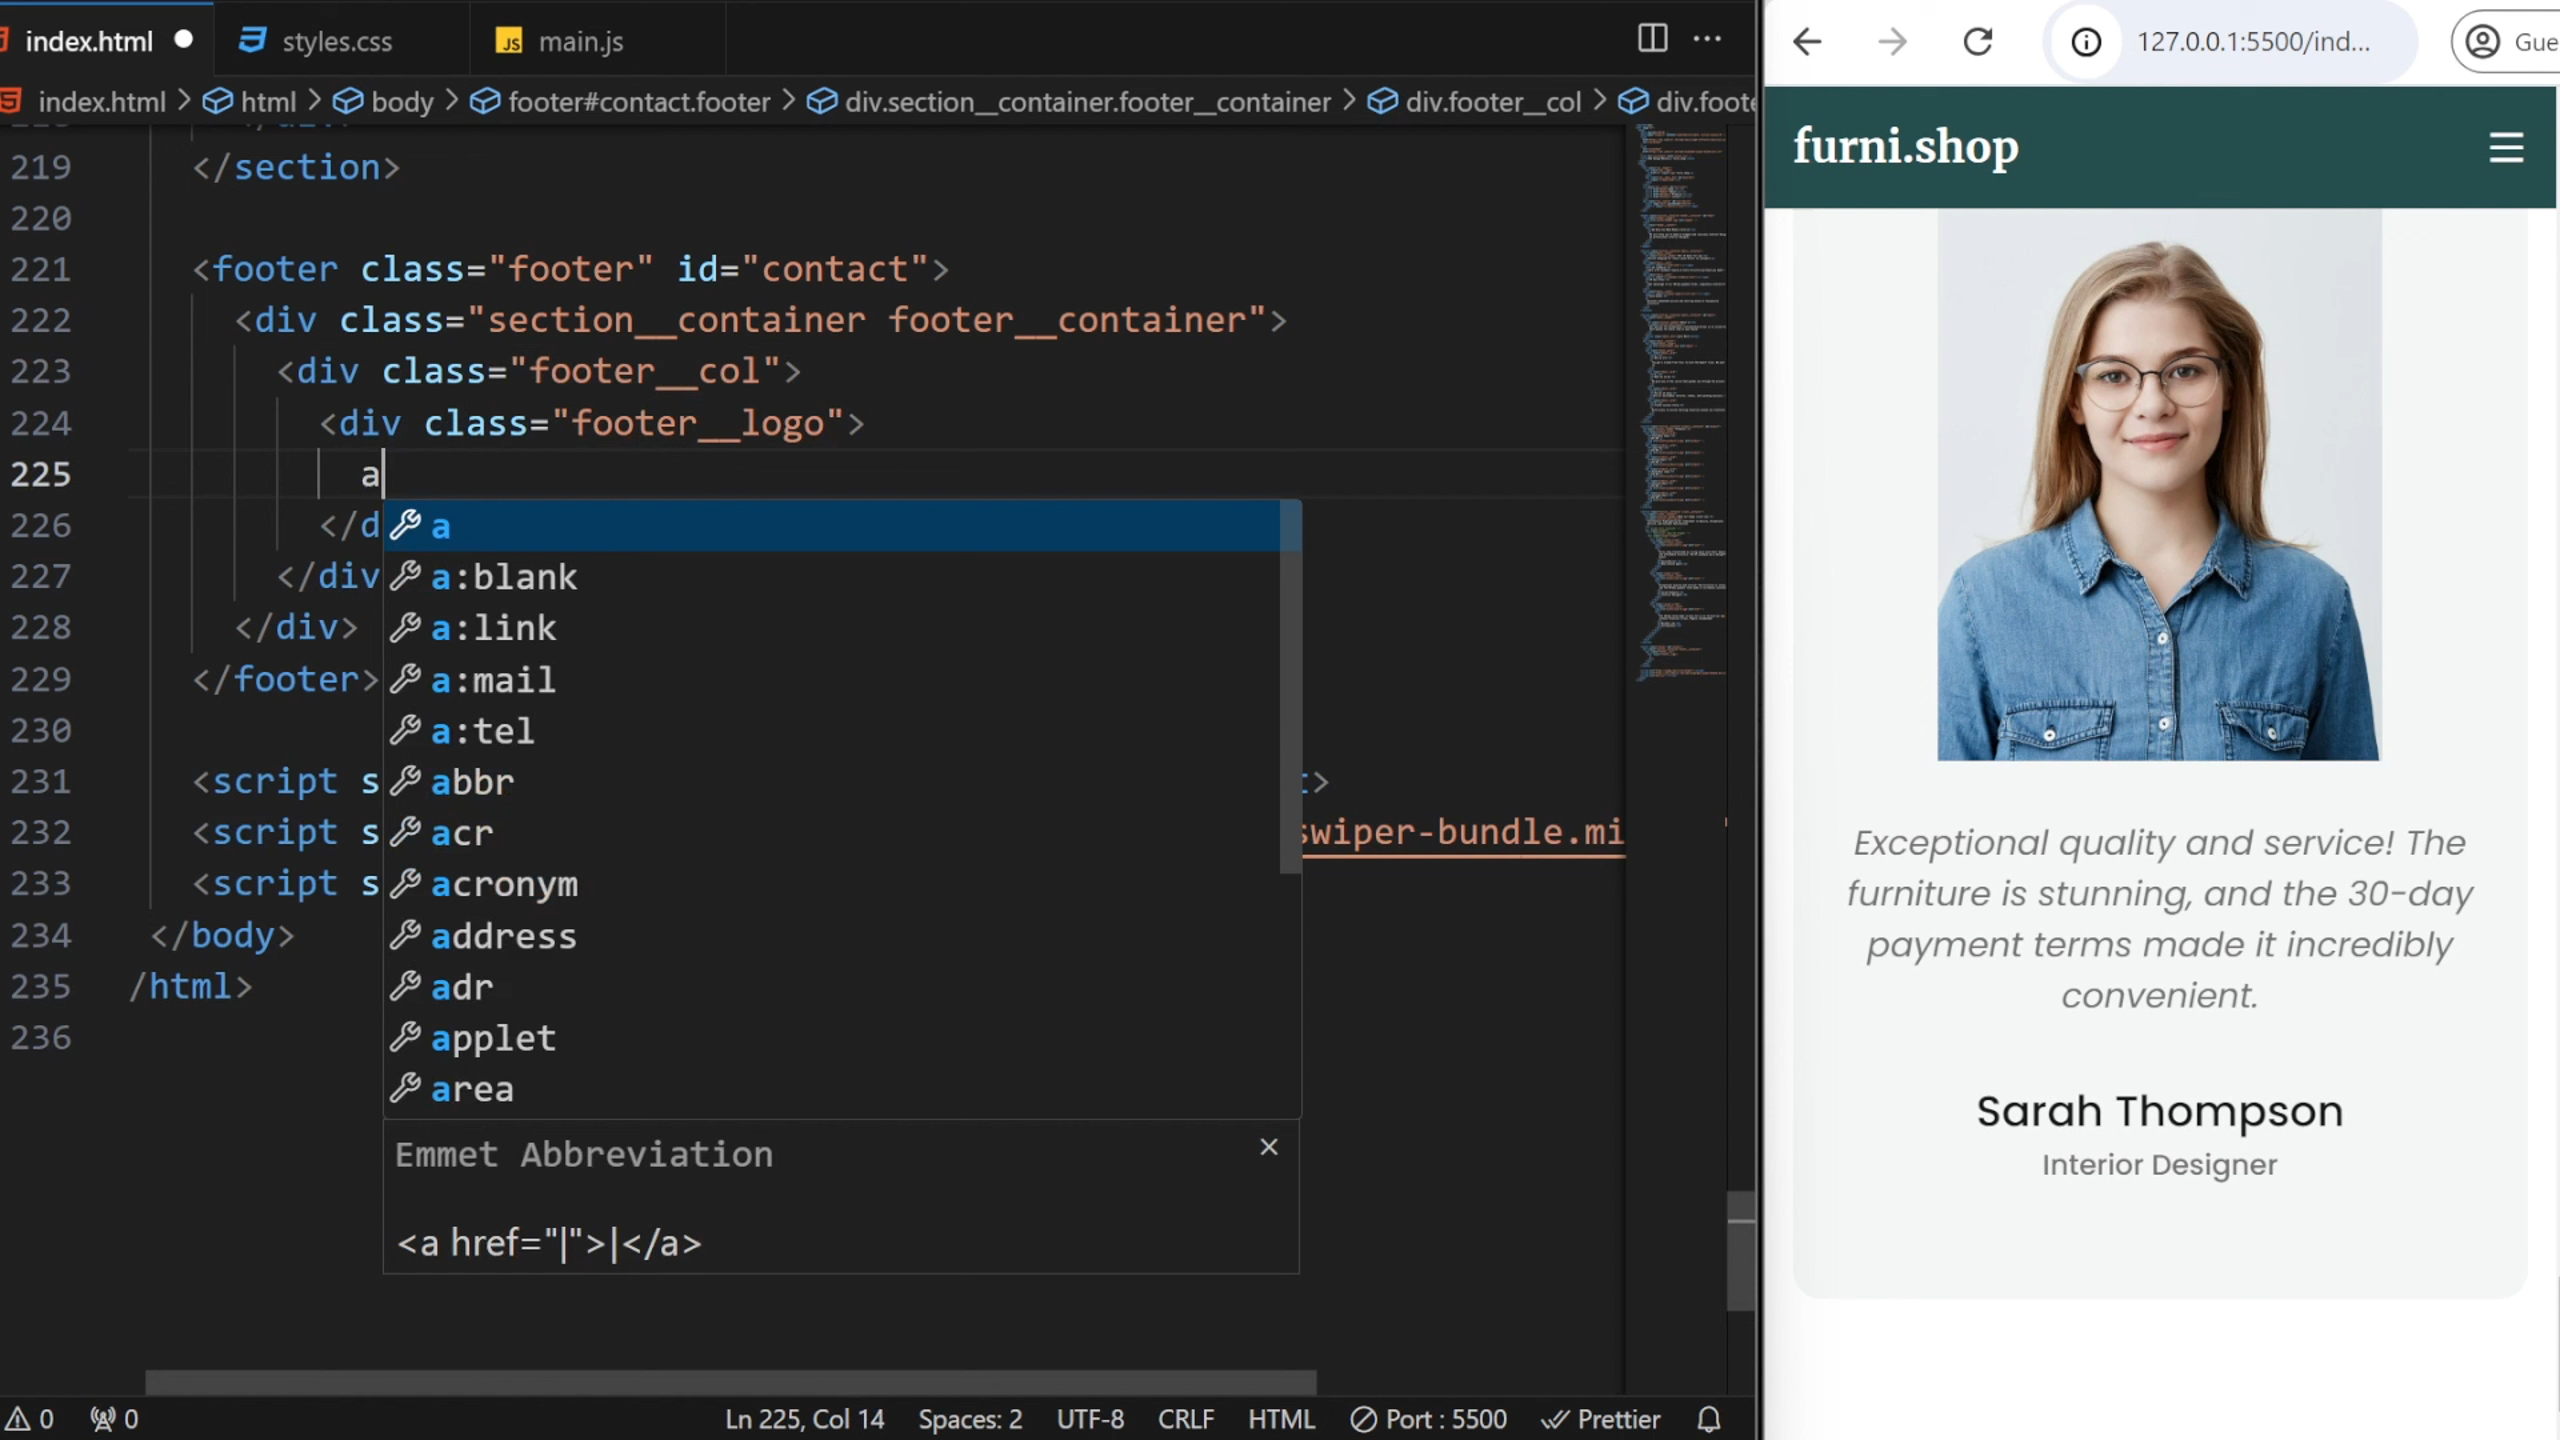 index.html
styles.css
JS main.js
index.html > html > body > footer#contact.footer > div.section__container.footer__container > div.footer__col >
219 </section>
220
221 <footer class="footer" id="contact">
222 <div class="section__container footer__container">
223 <div class="footer__col">
224 <div class="footer__logo">
225 a
226 </d
227 </div
228 </div>
229 </footer>
230
231 <script s t>
232 <script s swiper-bundle.mi
233 <script s
234 </body>
235 /html>
236
a
a:blank
a:link
a:mail
a:tel
abbr
acr
acronym
address
adr
applet
area
Emmet Abbreviation
<a href="|">|</a>
0
0
Ln 225, Col 14
Spaces: 2
UTF-8
CRLF
HTML
Port : 5500
Prettier
127.0.0.1:5500/ind...
Gue
furni.shop
Exceptional quality and service! The
furniture is stunning, and the 30-day
payment terms made it incredibly
convenient.
Sarah Thompson
Interior Designer